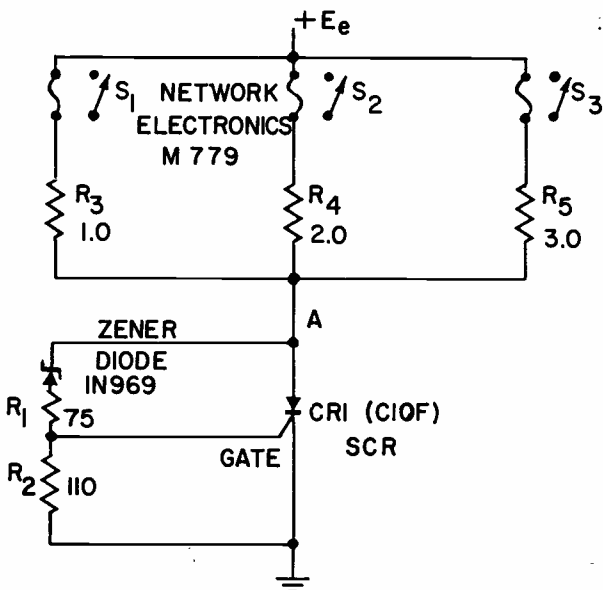 +Ee
S1
NETWORK
ELECTRONICS
M 779
S2
S3
R3
1.0
R4
2.0
R5
3.0
A
ZENER
DIODE
IN969
R1
75
CR1 (C10F)
SCR
GATE
R2
110